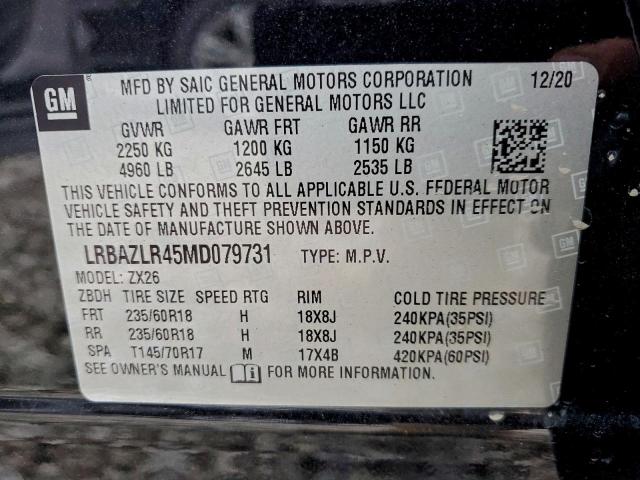 GM
MFD BY SAIC GENERAL MOTORS CORPORATION 12/20
LIMITED FOR GENERAL MOTORS LLC
GVWR GAWR FRT GAWR RR
2250 KG 1200 KG 1150 KG
4960 LB 2645 LB 2535 LB
THIS VEHICLE CONFORMS TO ALL APPLICABLE U.S. FEDERAL MOTOR
VEHICLE SAFETY AND THEFT PREVENTION STANDARDS IN EFFECT ON
THE DATE OF MANUFACTURE SHOWN ABOVE.
LRBAZLR45MD079731 TYPE: M.P.V.
MODEL: ZX26
ZBDH TIRE SIZE SPEED RTG RIM COLD TIRE PRESSURE
FRT 235/60R18 H 18X8J 240KPA(35PSI)
RR 235/60R18 H 18X8J 240KPA(35PSI)
SPA T145/70R17 M 17X4B 420KPA(60PSI)
SEE OWNER'S MANUAL FOR MORE INFORMATION.